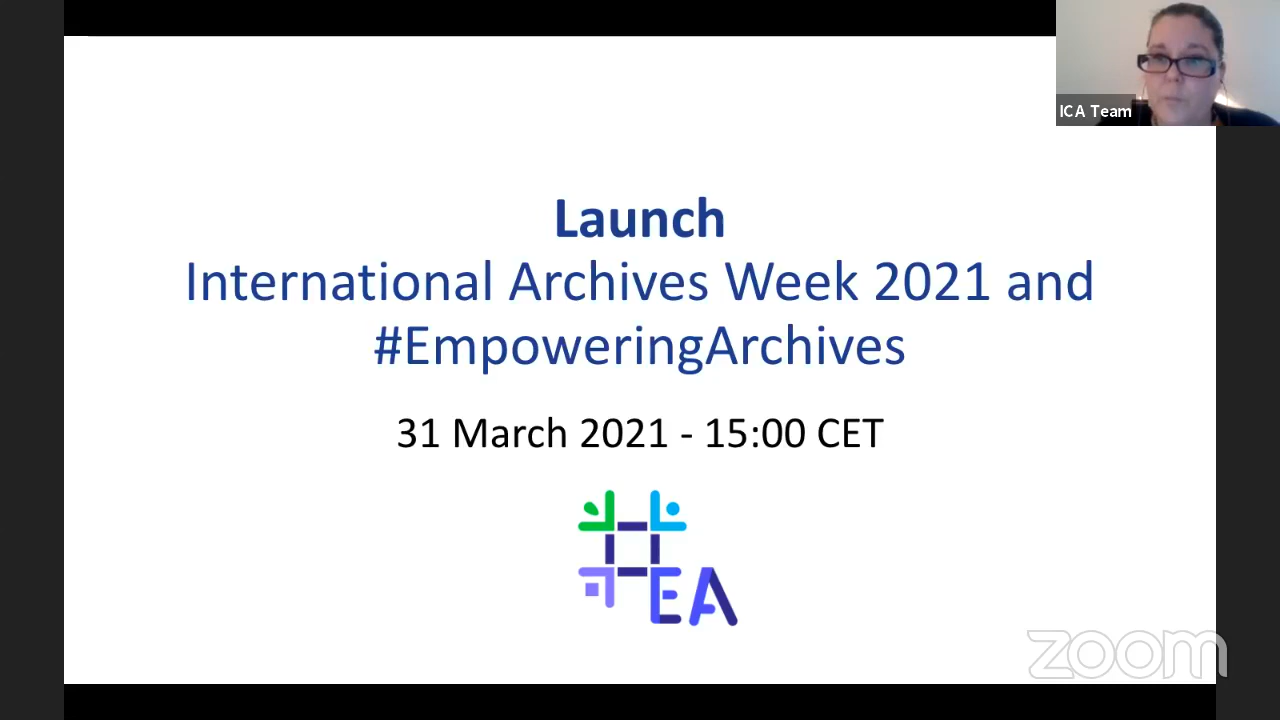 ICA Team
Launch
International Archives Week 2021 and
#EmpoweringArchives
31 March 2021 - 15:00 CET
#EA
zoom